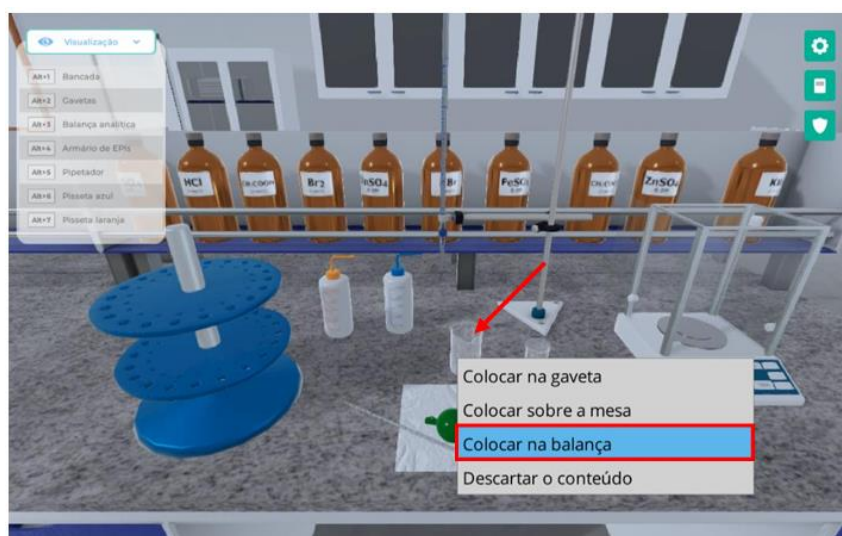 Visualização
Alt+1 Bancada
Alt+2 Gavetas
Alt+3 Balança analítica
Alt+4 Armário de EPIs
Alt+5 Pipetador
Alt+6 Pisseta azul
Alt+7 Pisseta laranja
HCl
Br2
FeSO4
ZnSO4
Colocar na gaveta
Colocar sobre a mesa
Colocar na balança
Descartar o conteúdo